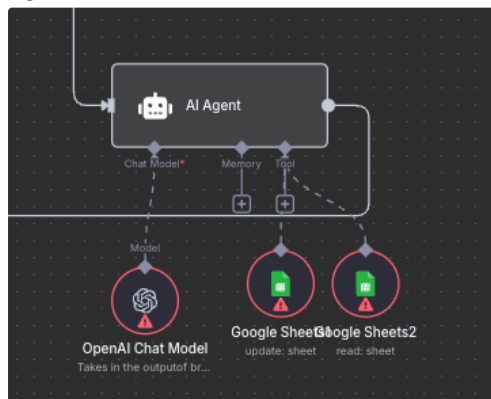 AI Agent
Chat Model*
Memory
Tool
Model
Google Sheets1
Google Sheets2
update: sheet
read: sheet
OpenAI Chat Model
Takes in the outputof br...